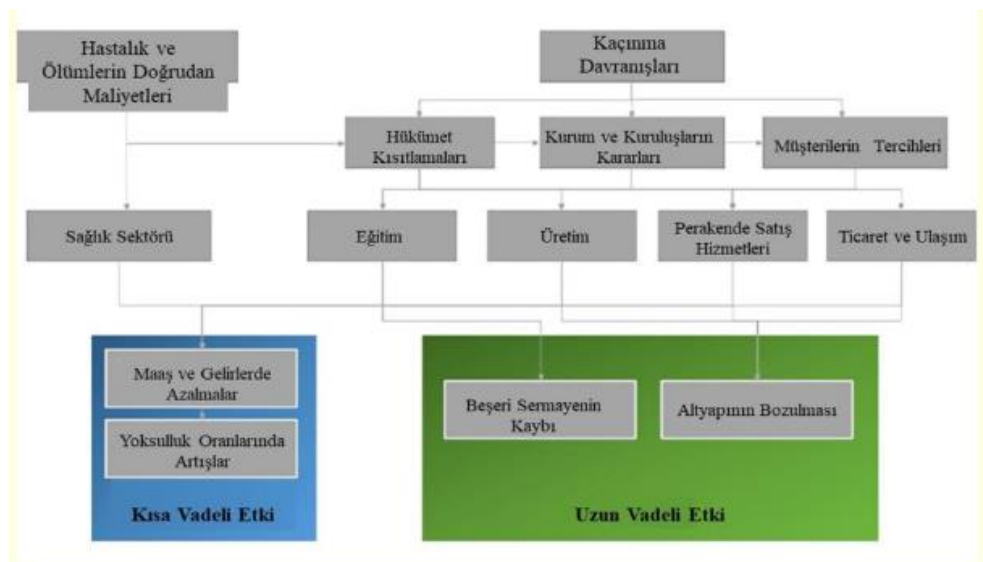 Hastalık ve
Ölümlerin Doğrudan
Maliyetleri
Kaçınma
Davranışları
Hükümet
Kısıtlamaları
Kurum ve Kuruluşların
Kararları
Müşterilerin Tercihleri
Sağlık Sektörü
Eğitim
Üretim
Perakende Satış
Hizmetleri
Ticaret ve Ulaşım
Maaş ve Gelirlerde
Azalmalar
Yoksulluk Oranlarında
Artışlar
Kısa Vadeli Etki
Beşeri Sermayenin
Kaybı
Altyapının Bozulması
Uzun Vadeli Etki